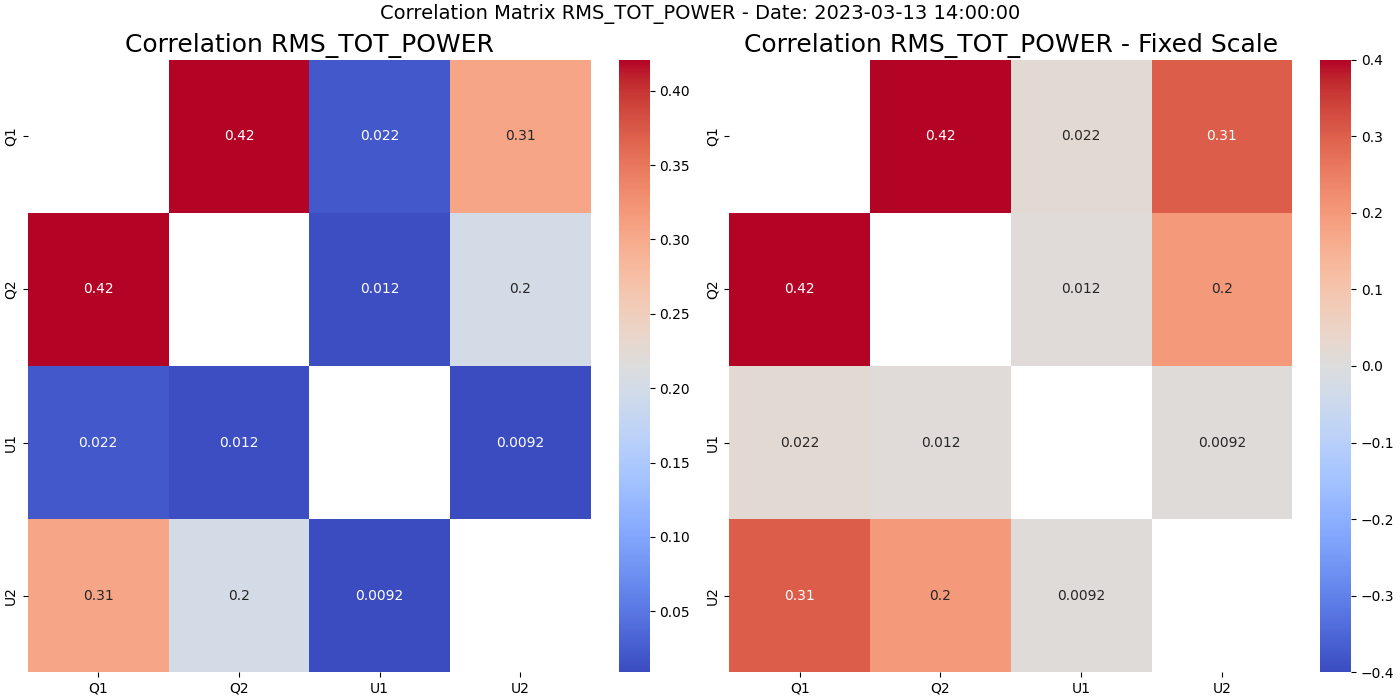 Correlation Matrix RMS_TOT_POWER - Date: 2023-03-13 14:00:00
Correlation RMS_TOT_POWER
Q1
0.42
0.022
0.31
Q2
0.42
0.012
0.2
U1
0.022
0.012
0.0092
U2
0.31
0.2
0.0092
Q1
Q2
U1
U2
0.40
0.35
0.30
0.25
0.20
0.15
0.10
0.05
Correlation RMS_TOT_POWER - Fixed Scale
Q1
0.42
0.022
0.31
Q2
0.42
0.012
0.2
U1
0.022
0.012
0.0092
U2
0.31
0.2
0.0092
Q1
Q2
U1
U2
0.4
0.3
0.2
0.1
0.0
−0.1
−0.2
−0.3
−0.4